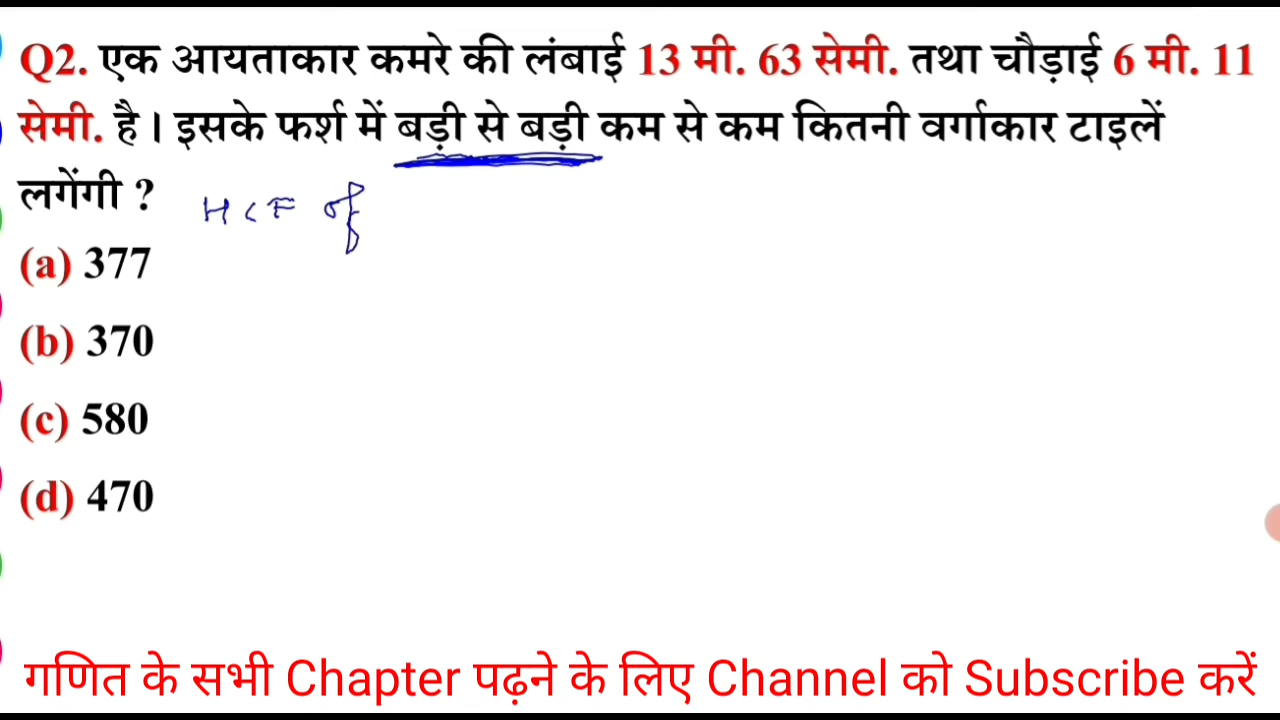 Q2. एक आयताकार कमरे की लंबाई 13 मी. 63 सेमी. तथा चौड़ाई 6 मी. 11
सेमी. है। इसके फर्श में बड़ी से बड़ी कम से कम कितनी वर्गाकार टाइलें
लगेंगी ?
HCF of
(a) 377
(b) 370
(c) 580
(d) 470
गणित के सभी Chapter पढ़ने के लिए Channel को Subscribe करें